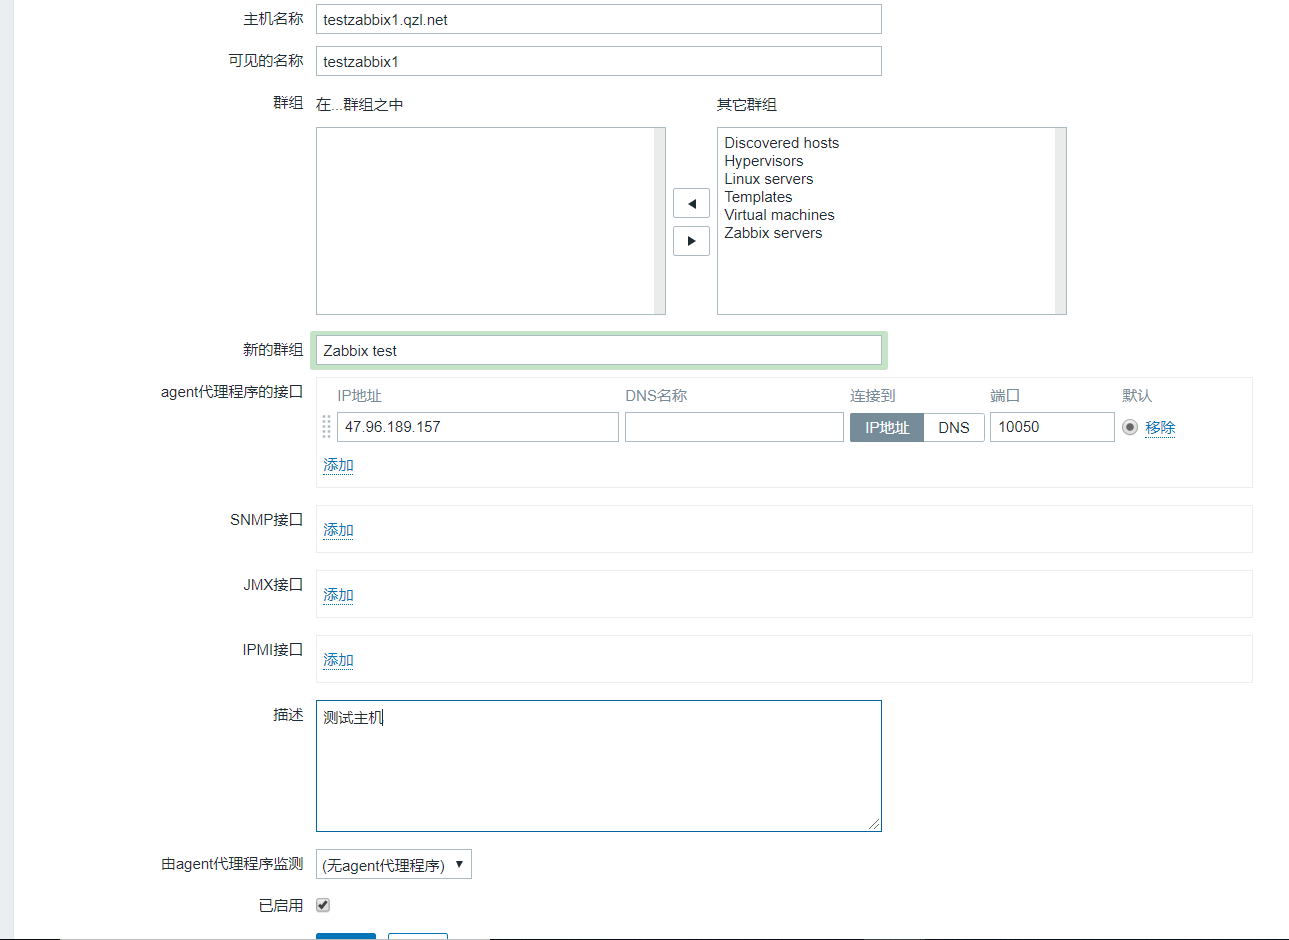 主机名称 testzabbix1.qzl.net
可见的名称 testzabbix1
群组 在...群组之中 其它群组
Discovered hosts
Hypervisors
Linux servers
Templates
Virtual machines
Zabbix servers
新的群组 Zabbix test
agent代理程序的接口 IP地址 DNS名称 连接到 端口 默认
47.96.189.157 IP地址 DNS 10050 移除
添加
SNMP接口 添加
JMX接口 添加
IPMI接口 添加
描述 测试主机
由agent代理程序监测 (无agent代理程序)
已启用